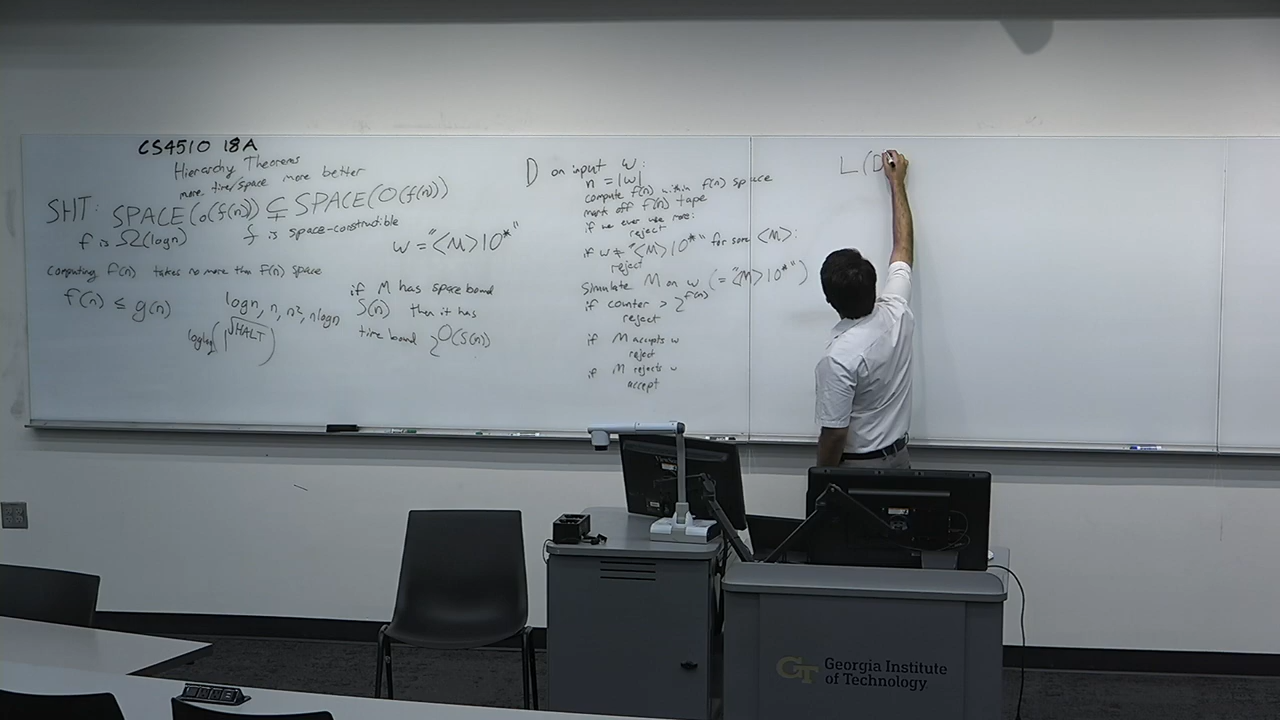 CS4510 18A
Hierarchy Theorems
more time/space more better
SHT: SPACE(o(f(n)) ⊊ SPACE(O(f(n))
f is Ω(logn) f is space-constructible
w = "<M>10*"
computing f(n) takes no more than f(n) space
f(n) ≤ g(n)
logn, n, n², nlogn
loglog(1^√HALT)
if M has space bound
S(n) then it has
time bound 2^O(S(n))
D on input w:
n = |w|
compute f(n) within f(n) space
mark off f(n) tape
if we ever use more:
reject
if w ≠ "<M>10*" for some <M>:
reject
Simulate M on w (= "<M>10*")
if counter > 2^f(n)
reject
if M accepts w
reject
if M rejects w
accept
L(D
GT Georgia Institute
of Technology